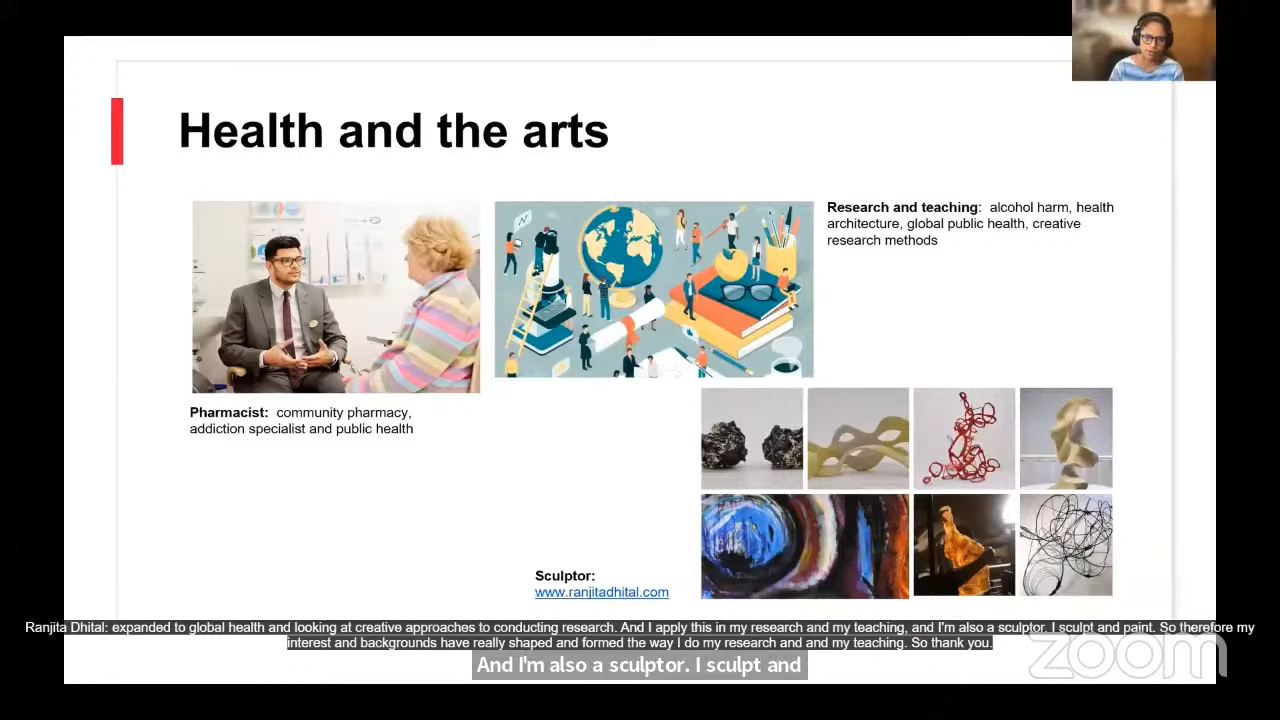 Health and the arts
Research and teaching: alcohol harm, health
architecture, global public health, creative
research methods
Pharmacist: community pharmacy,
addiction specialist and public health
Sculptor:
www.ranjitadhital.com
Ranjita Dhital: expanded to global health and looking at creative approaches to conducting research. And I apply this in my research and my teaching, and I'm also a sculptor. I sculpt and paint. So therefore my
interest and backgrounds have really shaped and formed the way I do my research and and my teaching. So thank you.
And I'm also a sculptor. I sculpt and
zoom